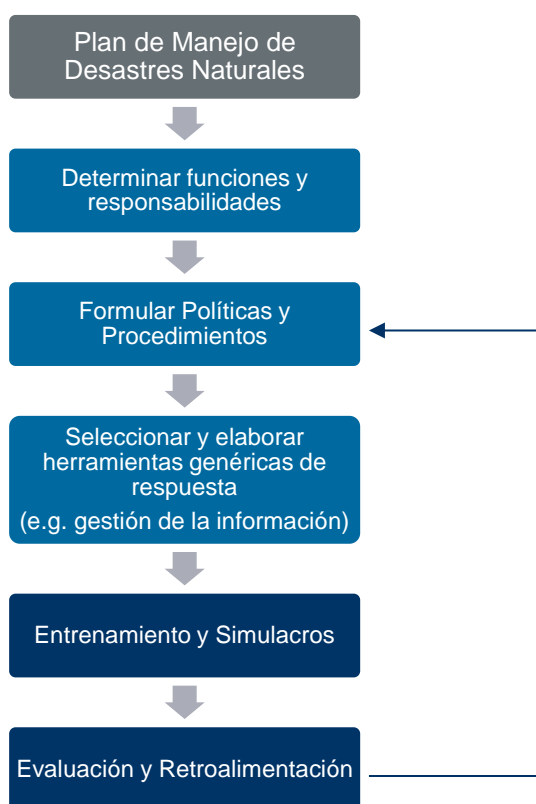 Plan de Manejo de
Desastres Naturales
Determinar funciones y
responsabilidades
Formular Políticas y
Procedimientos
Seleccionar y elaborar
herramientas genéricas de
respuesta
(e.g. gestión de la información)
Entrenamiento y Simulacros
Evaluación y Retroalimentación